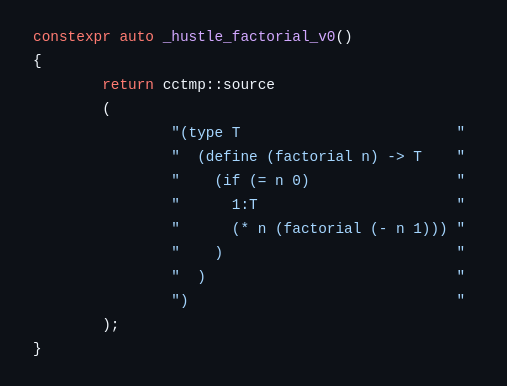 constexpr auto _hustle_factorial_v0()
{
        return cctmp::source
        (
                "(type T                         "
                "  (define (factorial n) -> T    "
                "    (if (= n 0)                 "
                "      1:T                       "
                "      (* n (factorial (- n 1))) "
                "    )                           "
                "  )                             "
                ")                               "
        );
}